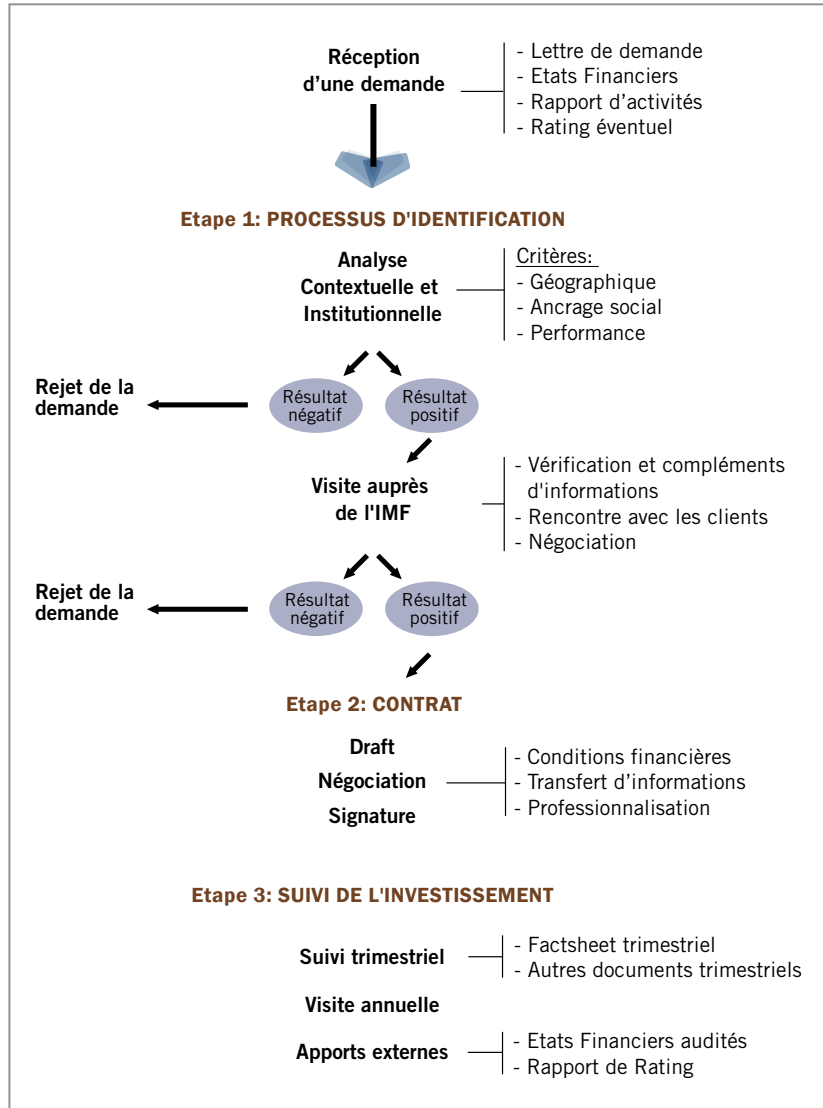 Réception
d'une demande
- Lettre de demande
- Etats Financiers
- Rapport d'activités
- Rating éventuel
Etape 1: PROCESSUS D'IDENTIFICATION
Analyse
Contextuelle et
Institutionnelle
Critères:
- Géographique
- Ancrage social
- Performance
Rejet de la
demande
Résultat
négatif
Résultat
positif
Visite auprès
de l'IMF
- Vérification et compléments
d'informations
- Rencontre avec les clients
- Négociation
Rejet de la
demande
Résultat
négatif
Résultat
positif
Etape 2: CONTRAT
Draft
Négociation
Signature
- Conditions financières
- Transfert d'informations
- Professionnalisation
Etape 3: SUIVI DE L'INVESTISSEMENT
Suivi trimestriel
- Factsheet trimestriel
- Autres documents trimestriels
Visite annuelle
Apports externes
- Etats Financiers audités
- Rapport de Rating